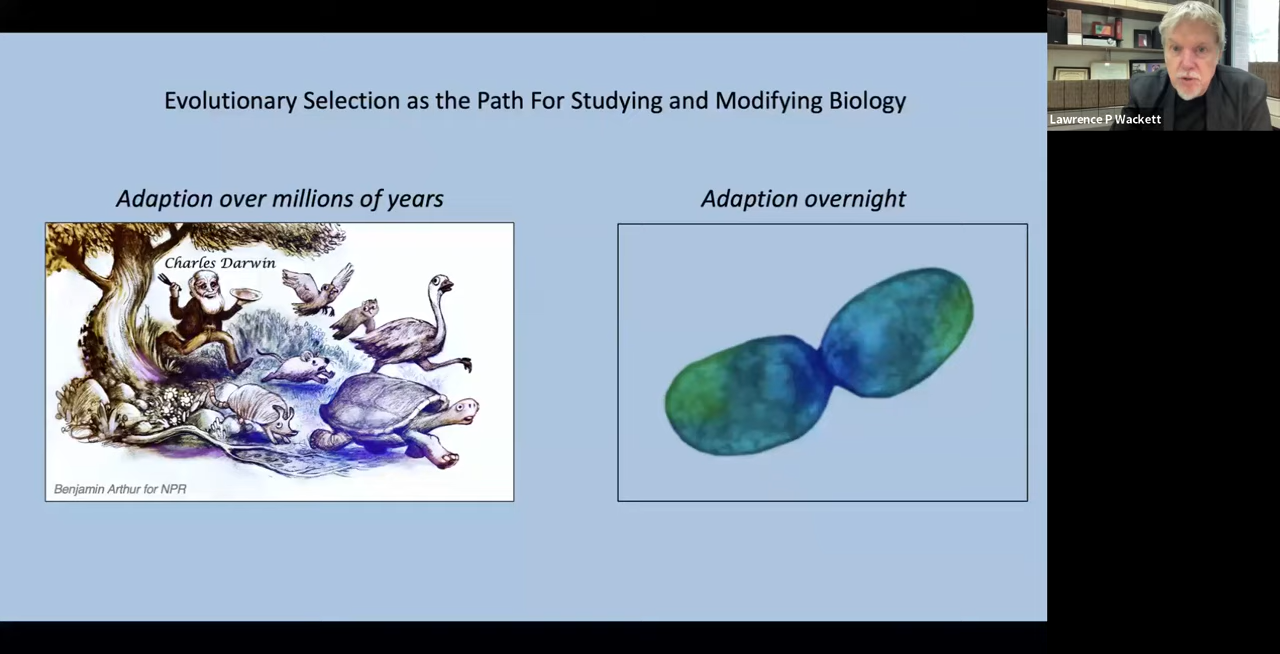 Evolutionary Selection as the Path For Studying and Modifying Biology
Adaption over millions of years
Adaption overnight
Charles Darwin
Benjamin Arthur for NPR
Lawrence P Wackett